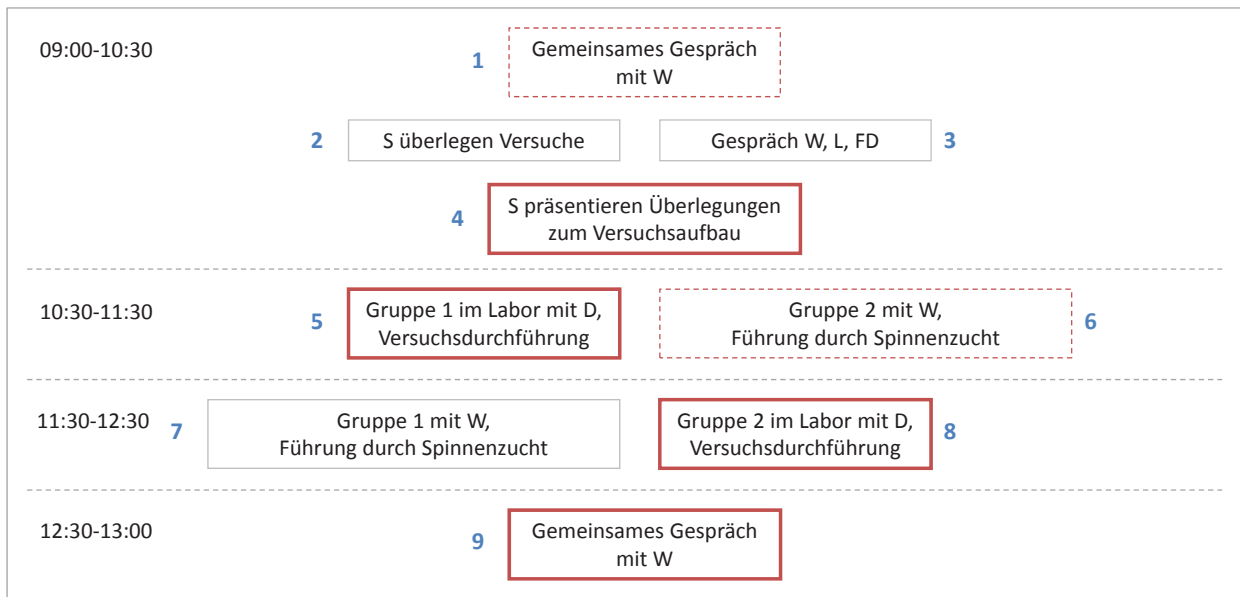 09:00-10:30
1
Gemeinsames Gespräch
mit W
2
S überlegen Versuche
Gespräch W, L, FD
3
4
S präsentieren Überlegungen
zum Versuchsaufbau
10:30-11:30
5
Gruppe 1 im Labor mit D,
Versuchsdurchführung
Gruppe 2 mit W,
Führung durch Spinnenzucht
6
11:30-12:30
7
Gruppe 1 mit W,
Führung durch Spinnenzucht
Gruppe 2 im Labor mit D,
Versuchsdurchführung
8
12:30-13:00
9
Gemeinsames Gespräch
mit W